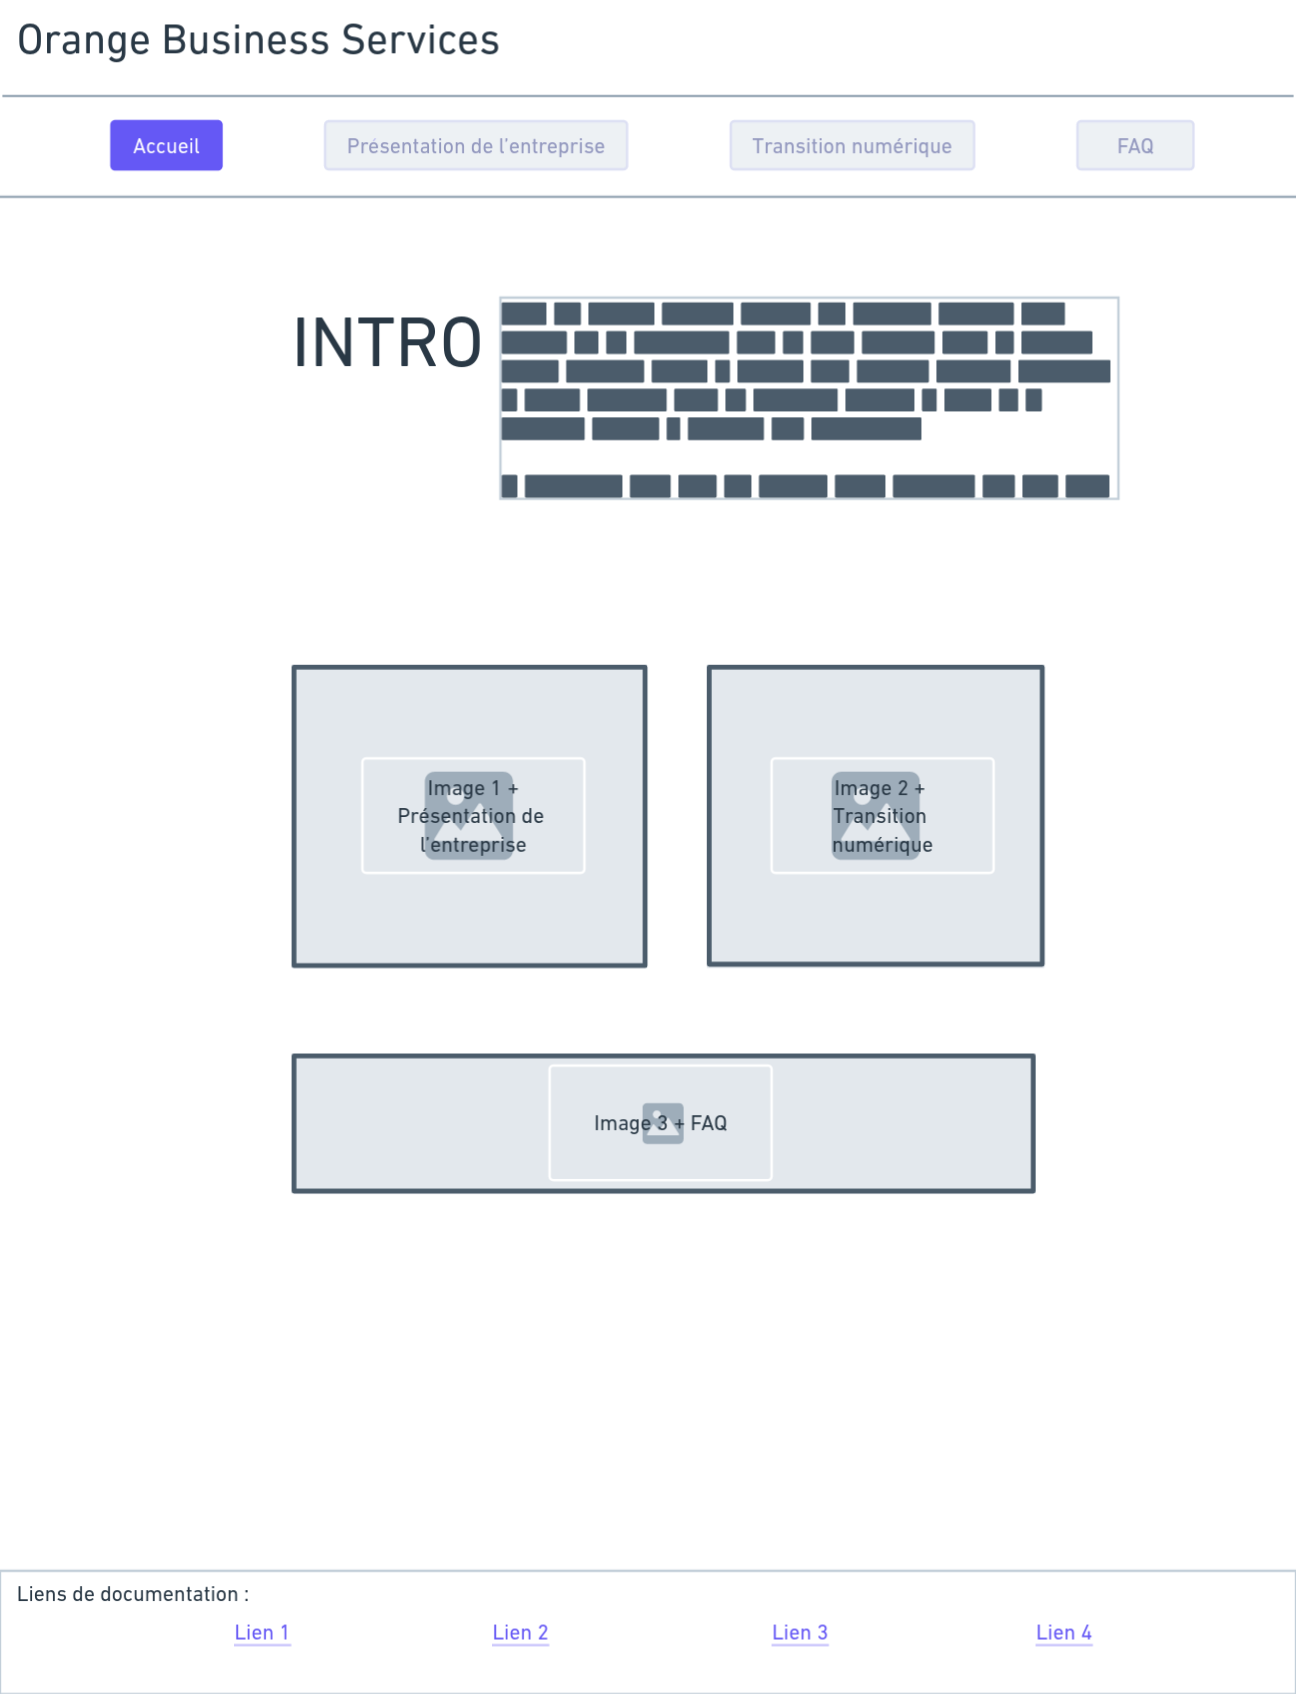 Orange Business Services
Accueil
Présentation de l'entreprise
Transition numérique
FAQ
INTRO
Image 1 +
Présentation de
l'entreprise
Image 2 +
Transition
numérique
Image 3 + FAQ
Liens de documentation :
Lien 1
Lien 2
Lien 3
Lien 4